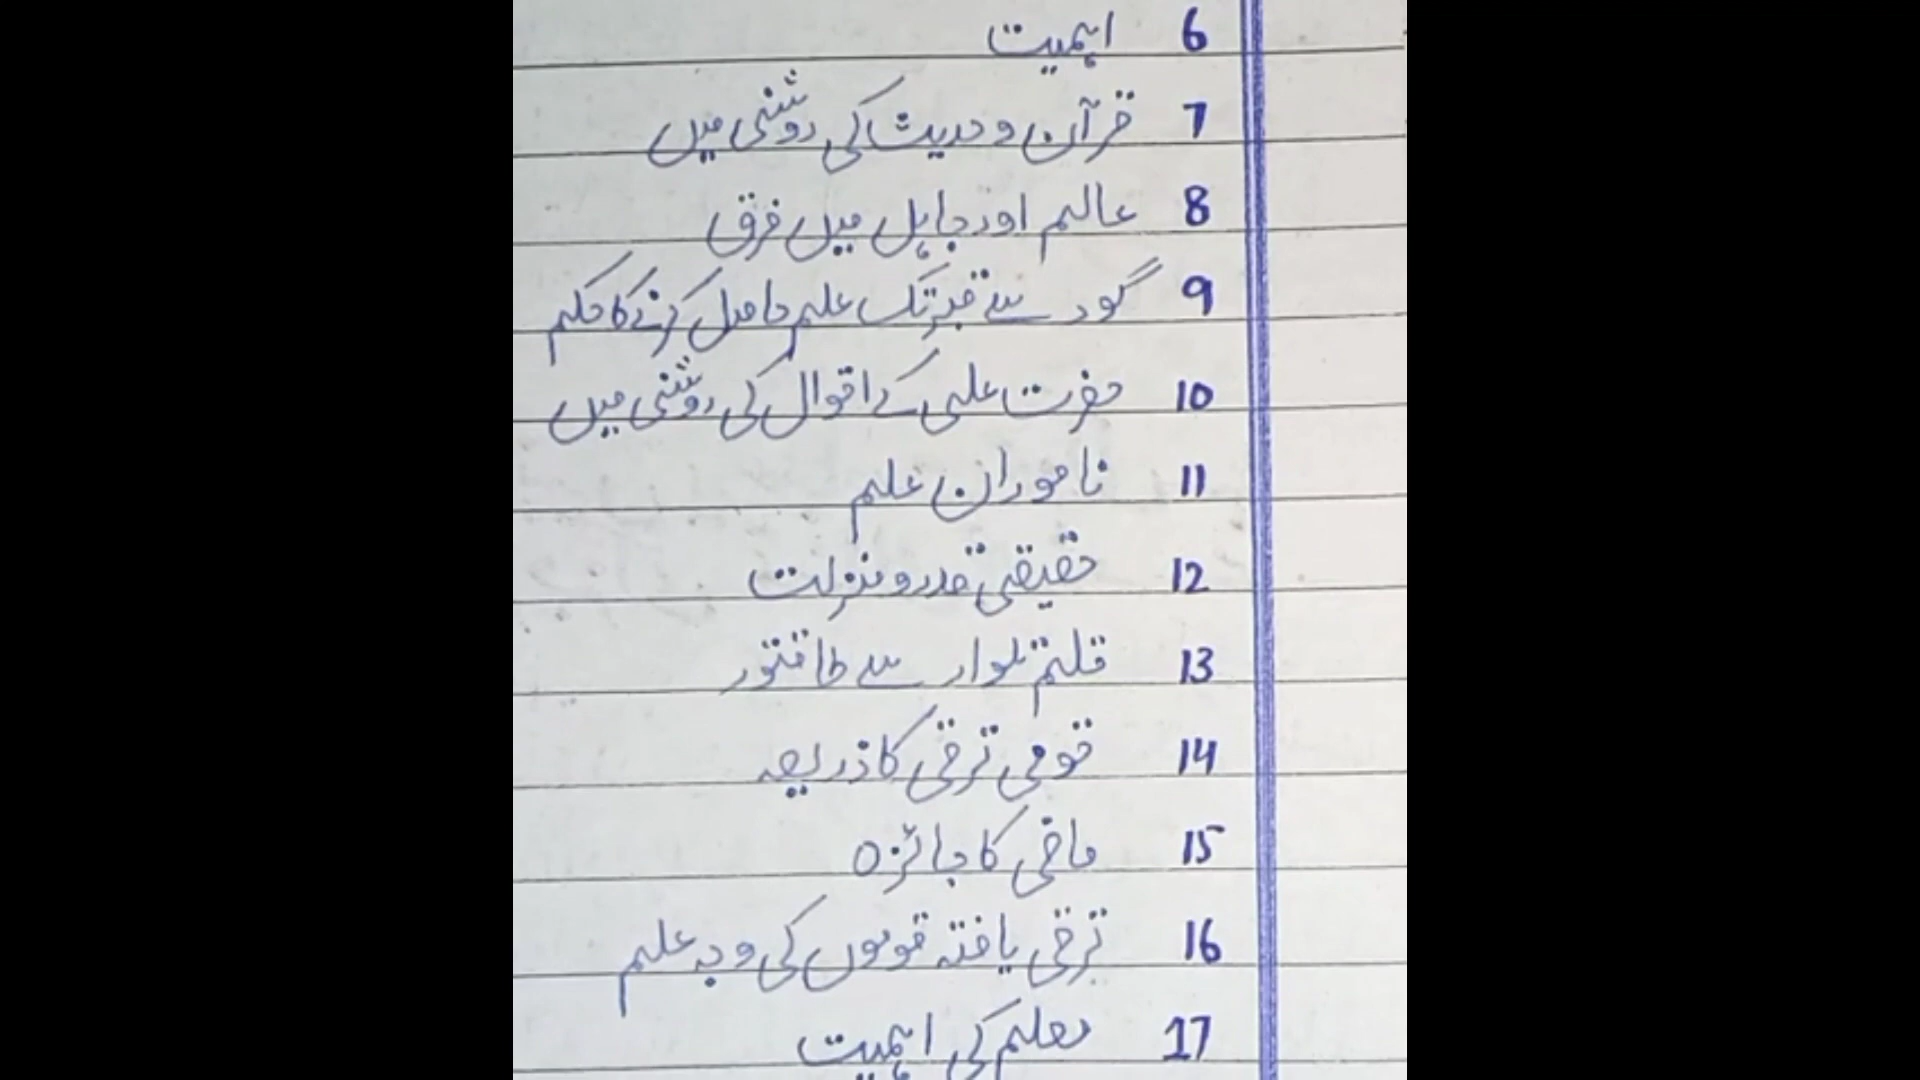 6 اہمیت
7 قرآن و حدیث کی روشنی میں
8 عالم اور جاہل میں فرق
9 گود سے قبر تک علم حاصل کرنے کا حکم
10 حضرت علی کے اقوال کی روشنی میں
11 ناموران علم
12 حقیقی قدر و منزلت
13 قلم تلوار سے طاقتور
14 قومی ترقی کا ذریعہ
15 ماضی کا جائزہ
16 ترقی یافتہ قوموں کی وجہ علم
17 معلم کی اہمیت